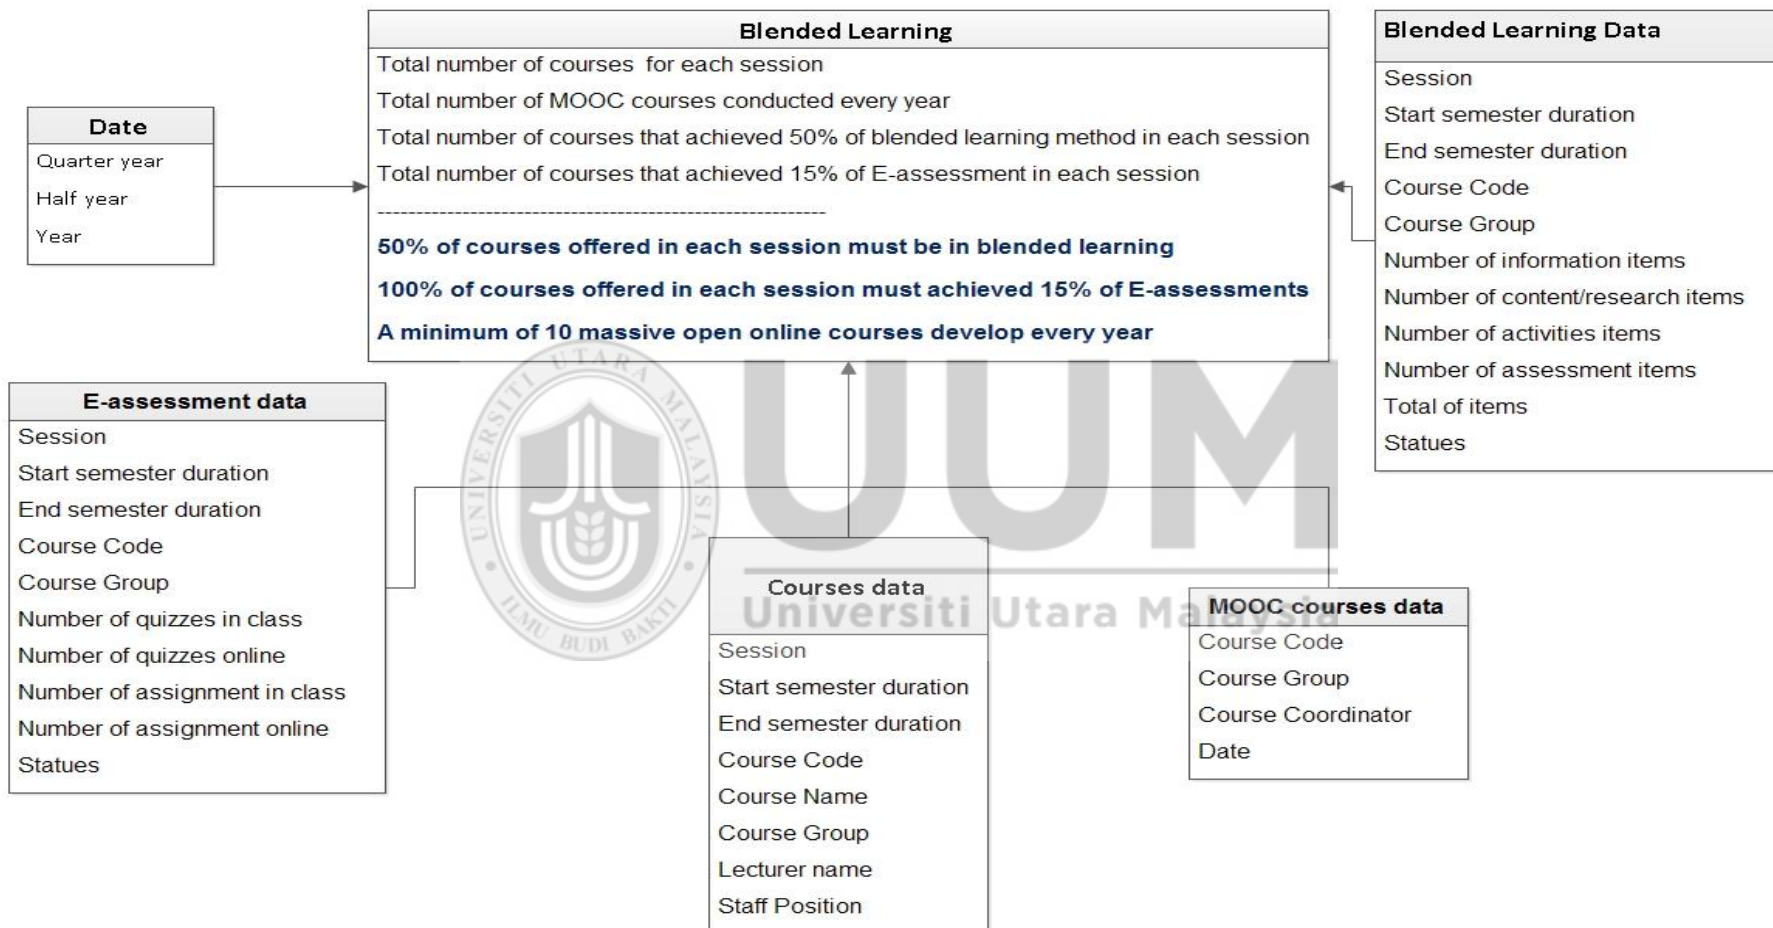 Blended Learning
Total number of courses for each session
Total number of MOOC courses conducted every year
Total number of courses that achieved 50% of blended learning method in each session
Total number of courses that achieved 15% of E-assessment in each session
------------------------------------------------------------
50% of courses offered in each session must be in blended learning
100% of courses offered in each session must achieved 15% of E-assessments
A minimum of 10 massive open online courses develop every year
Blended Learning Data
Session
Start semester duration
End semester duration
Course Code
Course Group
Number of information items
Number of content/research items
Number of activities items
Number of assessment items
Total of items
Statues
Date
Quarter year
Half year
Year
E-assessment data
Session
Start semester duration
End semester duration
Course Code
Course Group
Number of quizzes in class
Number of quizzes online
Number of assignment in class
Number of assignment online
Statues
Courses data
Session
Start semester duration
End semester duration
Course Code
Course Name
Course Group
Lecturer name
Staff Position
MOOC courses data
Course Code
Course Group
Course Coordinator
Date
UNIVERSITI UTARA MALAYSIA
ILMU BUDI BAKTI
UUM
Universiti Utara Malaysia